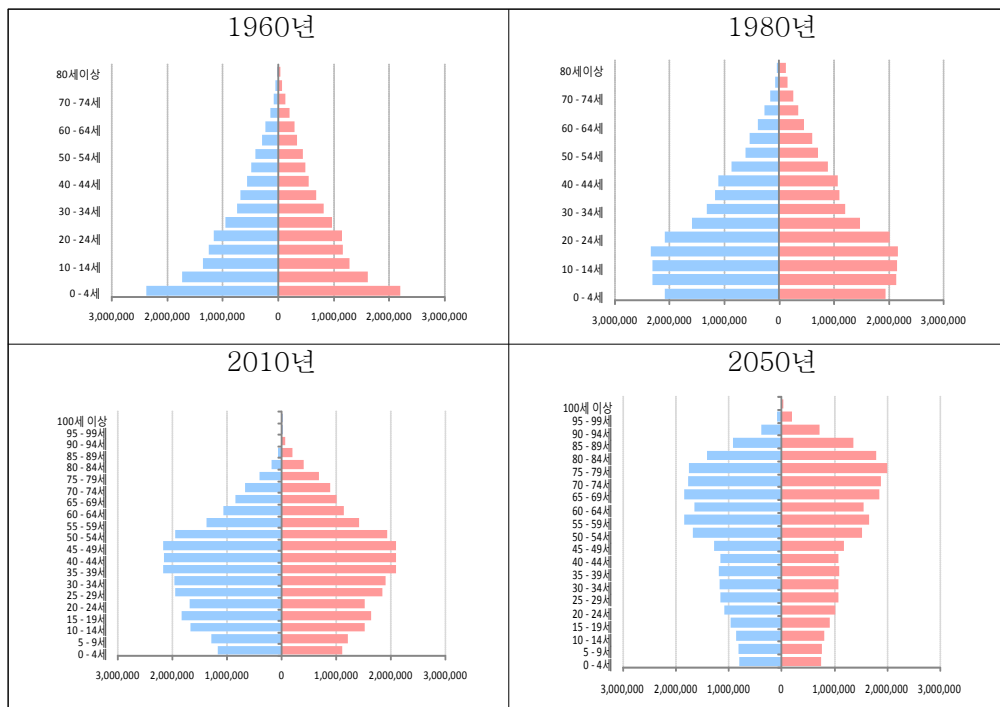 1960년
80세이상
70 - 74세
60 - 64세
50 - 54세
40 - 44세
30 - 34세
20 - 24세
10 - 14세
0 - 4세
3,000,000 2,000,000 1,000,000 0 1,000,000 2,000,000 3,000,000
1980년
80세이상
70 - 74세
60 - 64세
50 - 54세
40 - 44세
30 - 34세
20 - 24세
10 - 14세
0 - 4세
3,000,000 2,000,000 1,000,000 0 1,000,000 2,000,000 3,000,000
2010년
100세 이상
95 - 99세
90 - 94세
85 - 89세
80 - 84세
75 - 79세
70 - 74세
65 - 69세
60 - 64세
55 - 59세
50 - 54세
45 - 49세
40 - 44세
35 - 39세
30 - 34세
25 - 29세
20 - 24세
15 - 19세
10 - 14세
5 - 9세
0 - 4세
3,000,000 2,000,000 1,000,000 0 1,000,000 2,000,000 3,000,000
2050년
100세 이상
95 - 99세
90 - 94세
85 - 89세
80 - 84세
75 - 79세
70 - 74세
65 - 69세
60 - 64세
55 - 59세
50 - 54세
45 - 49세
40 - 44세
35 - 39세
30 - 34세
25 - 29세
20 - 24세
15 - 19세
10 - 14세
5 - 9세
0 - 4세
3,000,000 2,000,000 1,000,000 0 1,000,000 2,000,000 3,000,000